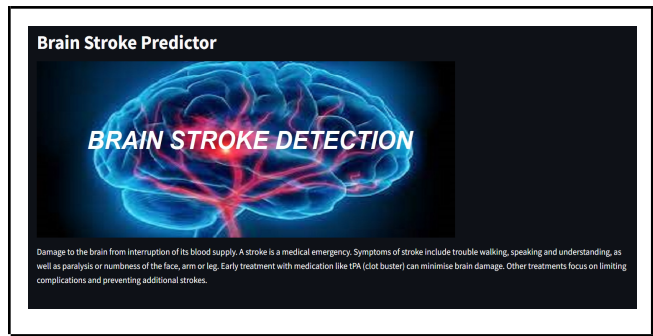 Brain Stroke Predictor
BRAIN STROKE DETECTION
Damage to the brain from interruption of its blood supply. A stroke is a medical emergency. Symptoms of stroke include trouble walking, speaking and understanding, as
well as paralysis or numbness of the face, arm or leg. Early treatment with medication like tPA (clot buster) can minimise brain damage. Other treatments focus on limiting
complications and preventing additional strokes.